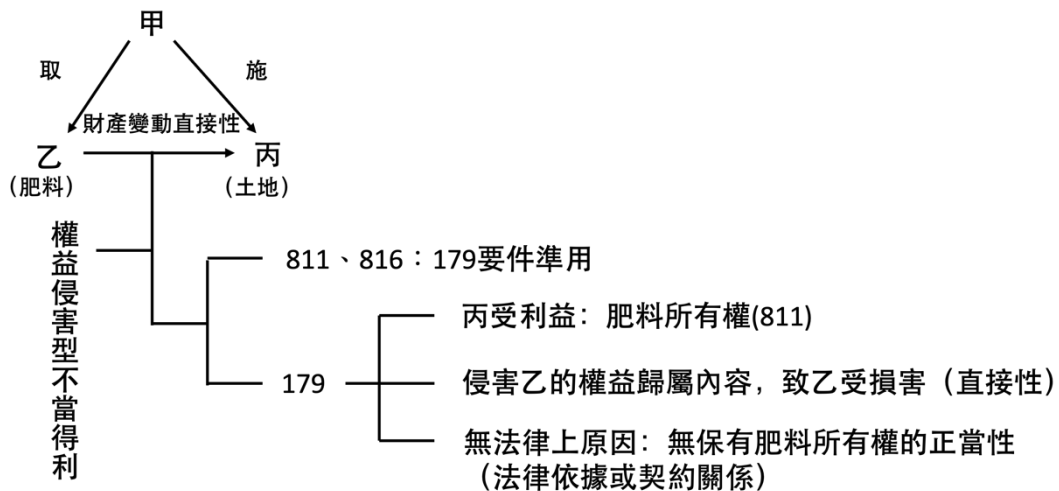 甲
取
施
財產變動直接性
乙
丙
(肥料)
(土地)
權益侵害型不當得利
811、816：179要件準用
丙受利益：肥料所有權(811)
179
侵害乙的權益歸屬內容，致乙受損害（直接性）
無法律上原因：無保有肥料所有權的正當性
（法律依據或契約關係）